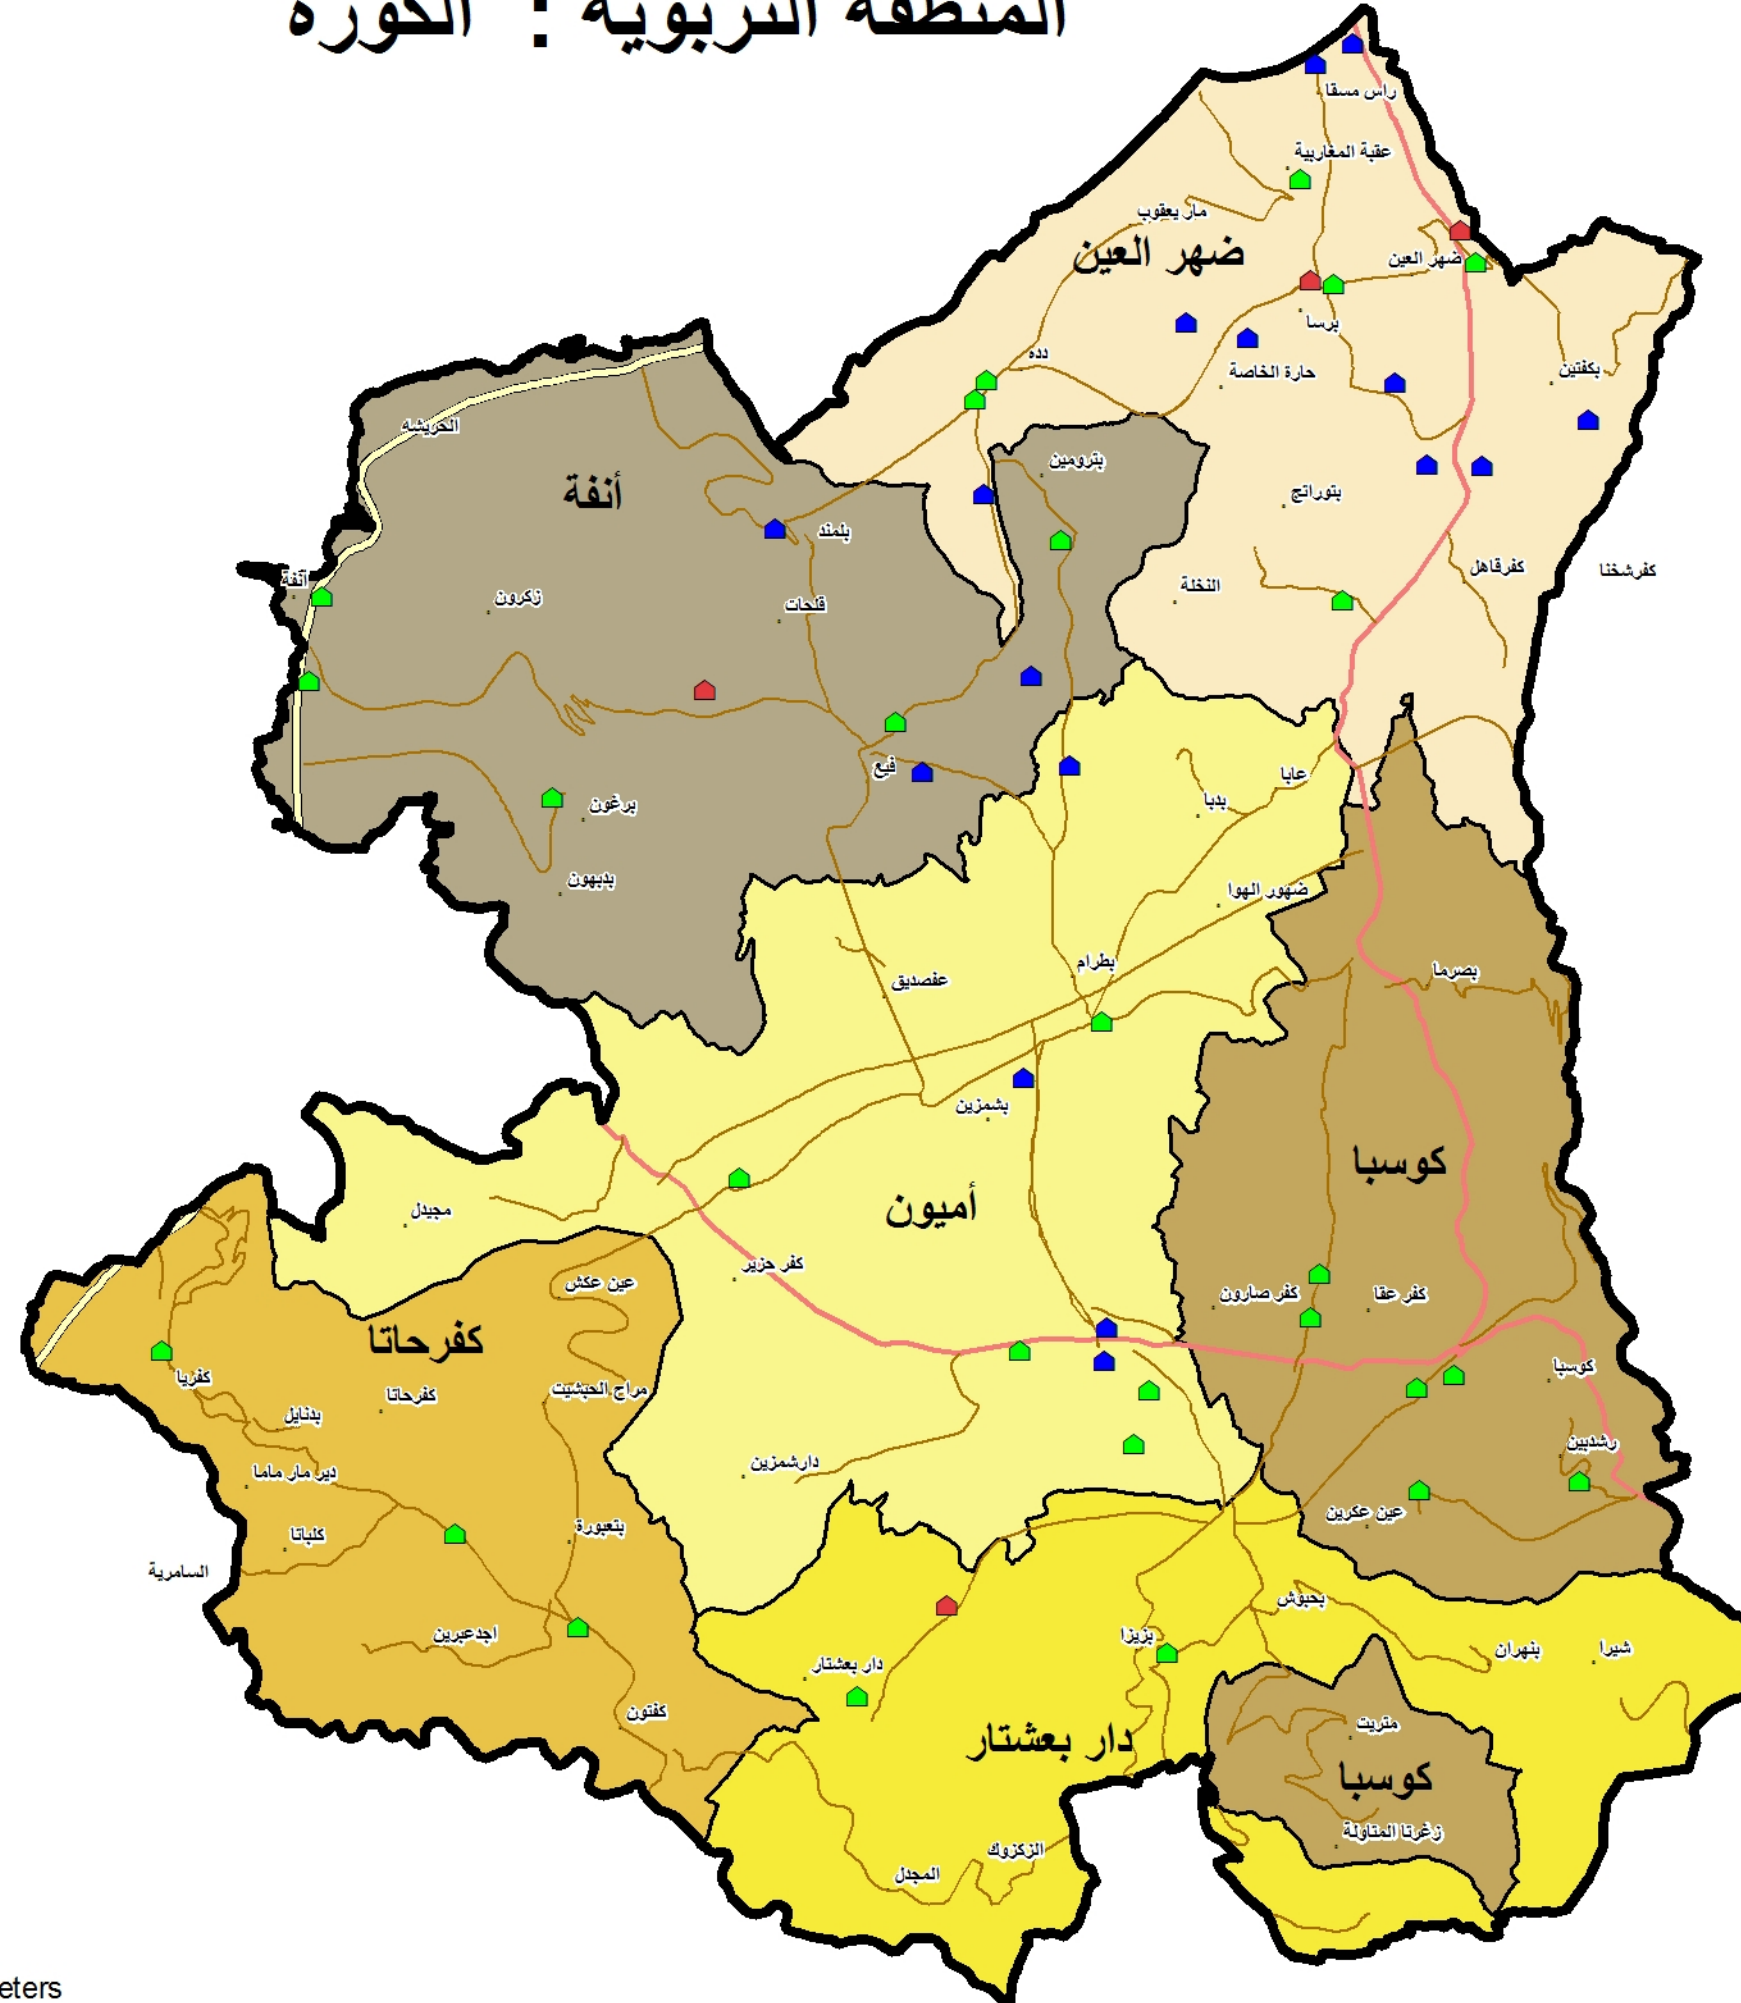 المنطقة التربوية : الكورة
راس مسقا
عقبة المغاربية
مار يعقوب
ضهر العين
ضهر العين
برسا
دده
حارة الخاصة
بكفتين
الحريشه
بترومين
أنفة
بتوراتج
بلمند
كفرقاهل
كفرشخنا
أنفة
النخلة
زكرون
قلحات
فيع
عابا
بدبا
برغون
بدبهون
ضهور الهوا
بطرام
بصرما
عفصديق
بشمزين
كوسبا
أميون
مجيدل
كفر حزير
عين عكش
كفر صارون
كفر عقا
كفرحاتا
كوسبا
كفريا
كفرحاتا
مراح الحبشيت
بدنايل
رشدبين
دير مار ماما
دارشمزين
عين عكرين
كلباتا
بتعبورة
السامرية
بحبوش
اجدعبرين
بزيزا
بنهران
شيرا
دار بعشتار
كفتون
متريت
دار بعشتار
كوسبا
زغرتا المتاولة
الزكزوك
المجدل
eters